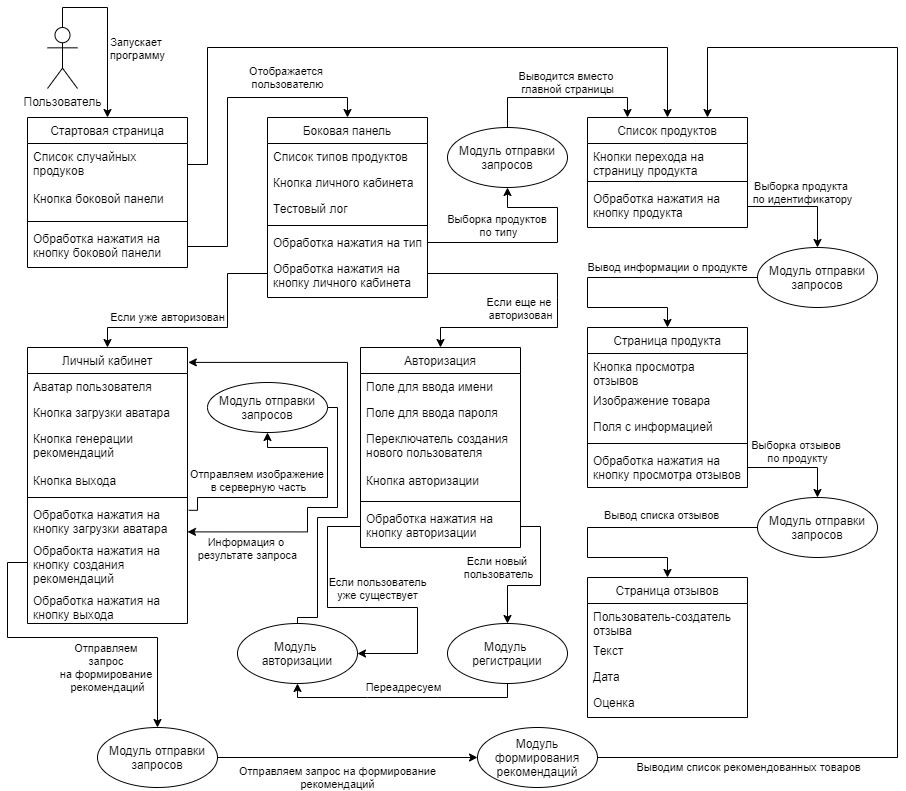 Запускает
программу
Пользователь
Стартовая страница
Список случайных
продуков
Кнопка боковой панели
Обработка нажатия на
кнопку боковой панели
Отображается
пользователю
Боковая панель
Список типов продуктов
Кнопка личного кабинета
Тестовый лог
Обработка нажатия на тип
Обработка нажатия на
кнопку личного кабинета
Выводится вместо
главной страницы
Модуль отправки
запросов
Выборка продуктов
по типу
Список продуктов
Кнопки перехода на
страницу продукта
Обработка нажатия на
кнопку продукта
Выборка продукта
по идентификатору
Модуль отправки
запросов
Вывод информации о продукте
Если уже авторизован
Если еще не
авторизован
Личный кабинет
Аватар пользователя
Кнопка загрузки аватара
Кнопка генерации
рекомендаций
Кнопка выхода
Обработка нажатия на
кнопку загрузки аватара
Обрабокта нажатия на
кнопку создания
рекомендаций
Обработка нажатия на
кнопку выхода
Модуль отправки
запросов
Отправляем изображение
в серверную часть
Информация о
результате запроса
Авторизация
Поле для ввода имени
Поле для ввода пароля
Переключатель создания
нового пользователя
Кнопка авторизации
Обработка нажатия на
кнопку авторизации
Страница продукта
Кнопка просмотра
отзывов
Изображение товара
Поля с информацией
Обработка нажатия на
кнопку просмотра отзывов
Выборка отзывов
по продукту
Модуль отправки
запросов
Вывод списка отзывов
Если пользователь
уже существует
Если новый
пользователь
Модуль
авторизации
Модуль
регистрации
Переадресуем
Страница отзывов
Пользователь-создатель
отзыва
Текст
Дата
Оценка
Отправляем
запрос
на формирование
рекомендаций
Модуль отправки
запросов
Отправляем запрос на формирование
рекомендаций
Модуль
формирования
рекомендаций
Выводим список рекомендованных товаров